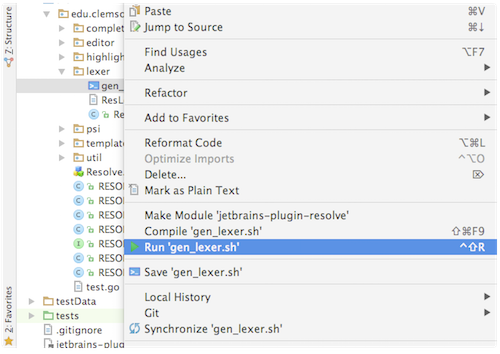 Z: Structure
2: Favorites
edu.clemso
complet
editor
highligh
lexer
gen_
ResL
Re
psi
template
util
Resolve
RESO
RESO
RESO
RESO
RESO
RESO
RESO
test.go
testData
tests
.gitignore
jetbrains-plu
Paste ⌘V
Jump to Source ⌘↓
Find Usages ⌥F7
Analyze
Refactor
Add to Favorites
Reformat Code ⌥⌘L
Optimize Imports ^⌥O
Delete... ⌦
Mark as Plain Text
Make Module 'jetbrains-plugin-resolve'
Compile 'gen_lexer.sh' ⇧⌘F9
Run 'gen_lexer.sh' ^⇧R
Save 'gen_lexer.sh'
Local History
Git
Synchronize 'gen_lexer.sh'